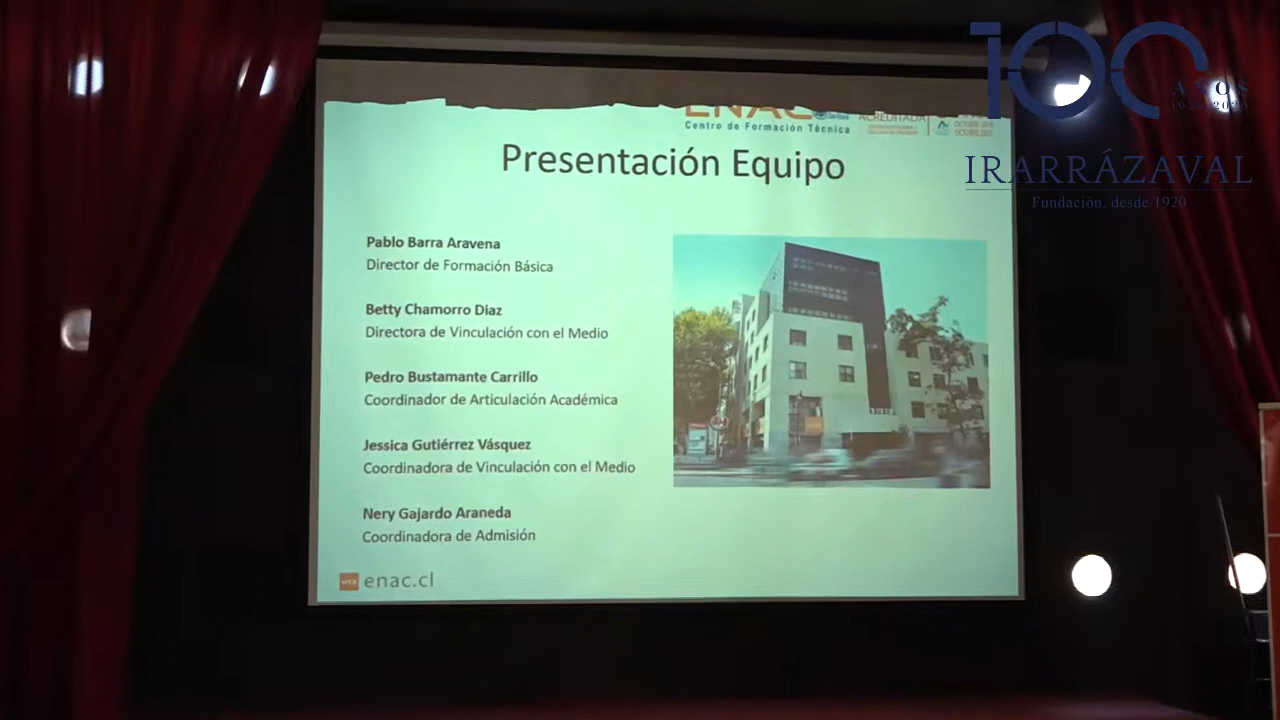 100
AÑOS
IRARRÁZAVAL
Fundación, desde 1920
ENAC
Centro de Formación Técnica
ACREDITADA
Presentación Equipo
Pablo Barra Aravena
Director de Formación Básica
Betty Chamorro Diaz
Directora de Vinculación con el Medio
Pedro Bustamante Carrillo
Coordinador de Articulación Académica
Jessica Gutiérrez Vásquez
Coordinadora de Vinculación con el Medio
Nery Gajardo Araneda
Coordinadora de Admisión
WEB enac.cl